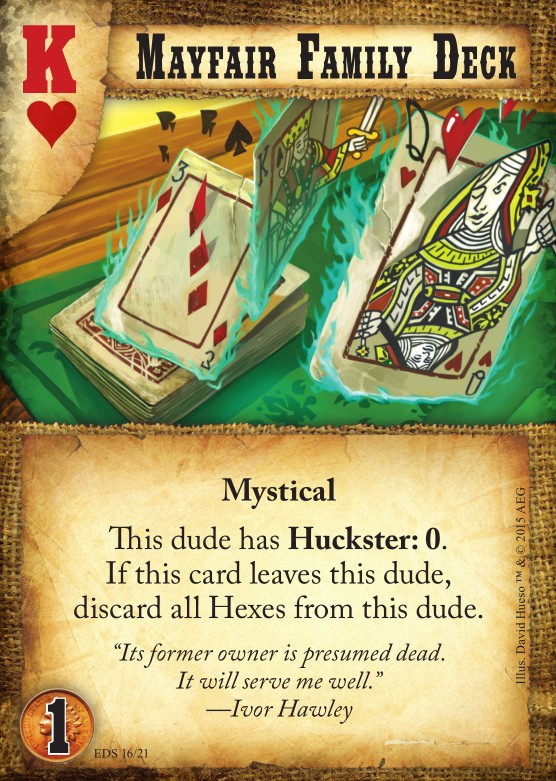 K
Mayfair Family Deck
3
3
K
Q
Q
Mystical
This dude has Huckster: 0.
If this card leaves this dude,
discard all Hexes from this dude.
“Its former owner is presumed dead.
It will serve me well.”
—Ivor Hawley
Illus. David Hueso ™ & © 2015 AEG
1
EDS 16/21